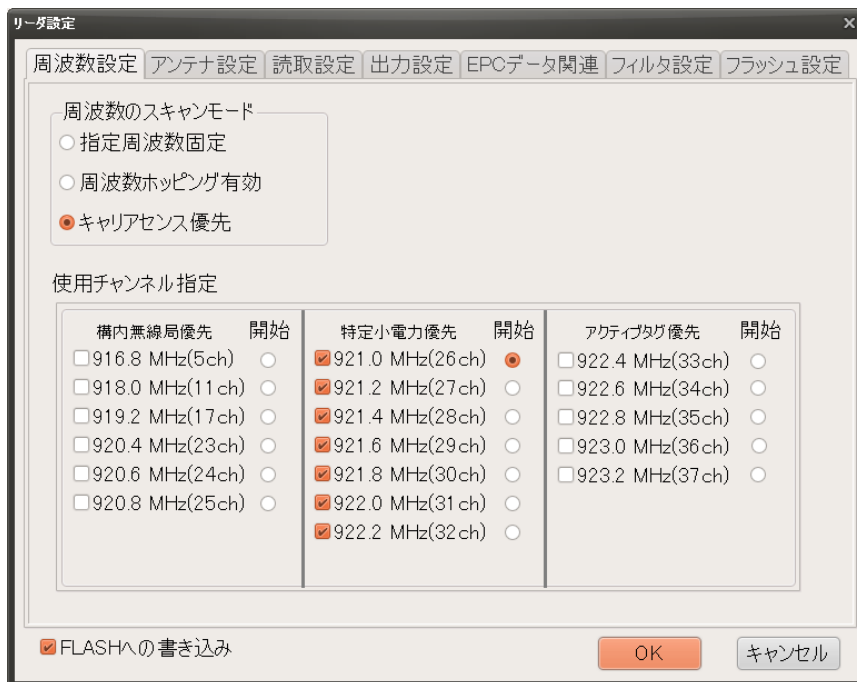 リーダ設定
周波数設定 アンテナ設定 読取設定 出力設定 EPCデータ関連 フィルタ設定 フラッシュ設定
周波数のスキャンモード
指定周波数固定
周波数ホッピング有効
キャリアセンス優先
使用チャンネル指定
構内無線局優先 開始
916.8 MHz(5ch)
918.0 MHz(11ch)
919.2 MHz(17ch)
920.4 MHz(23ch)
920.6 MHz(24ch)
920.8 MHz(25ch)
特定小電力優先 開始
921.0 MHz(26ch)
921.2 MHz(27ch)
921.4 MHz(28ch)
921.6 MHz(29ch)
921.8 MHz(30ch)
922.0 MHz(31ch)
922.2 MHz(32ch)
アクティブタグ優先 開始
922.4 MHz(33ch)
922.6 MHz(34ch)
922.8 MHz(35ch)
923.0 MHz(36ch)
923.2 MHz(37ch)
FLASHへの書き込み
OK キャンセル